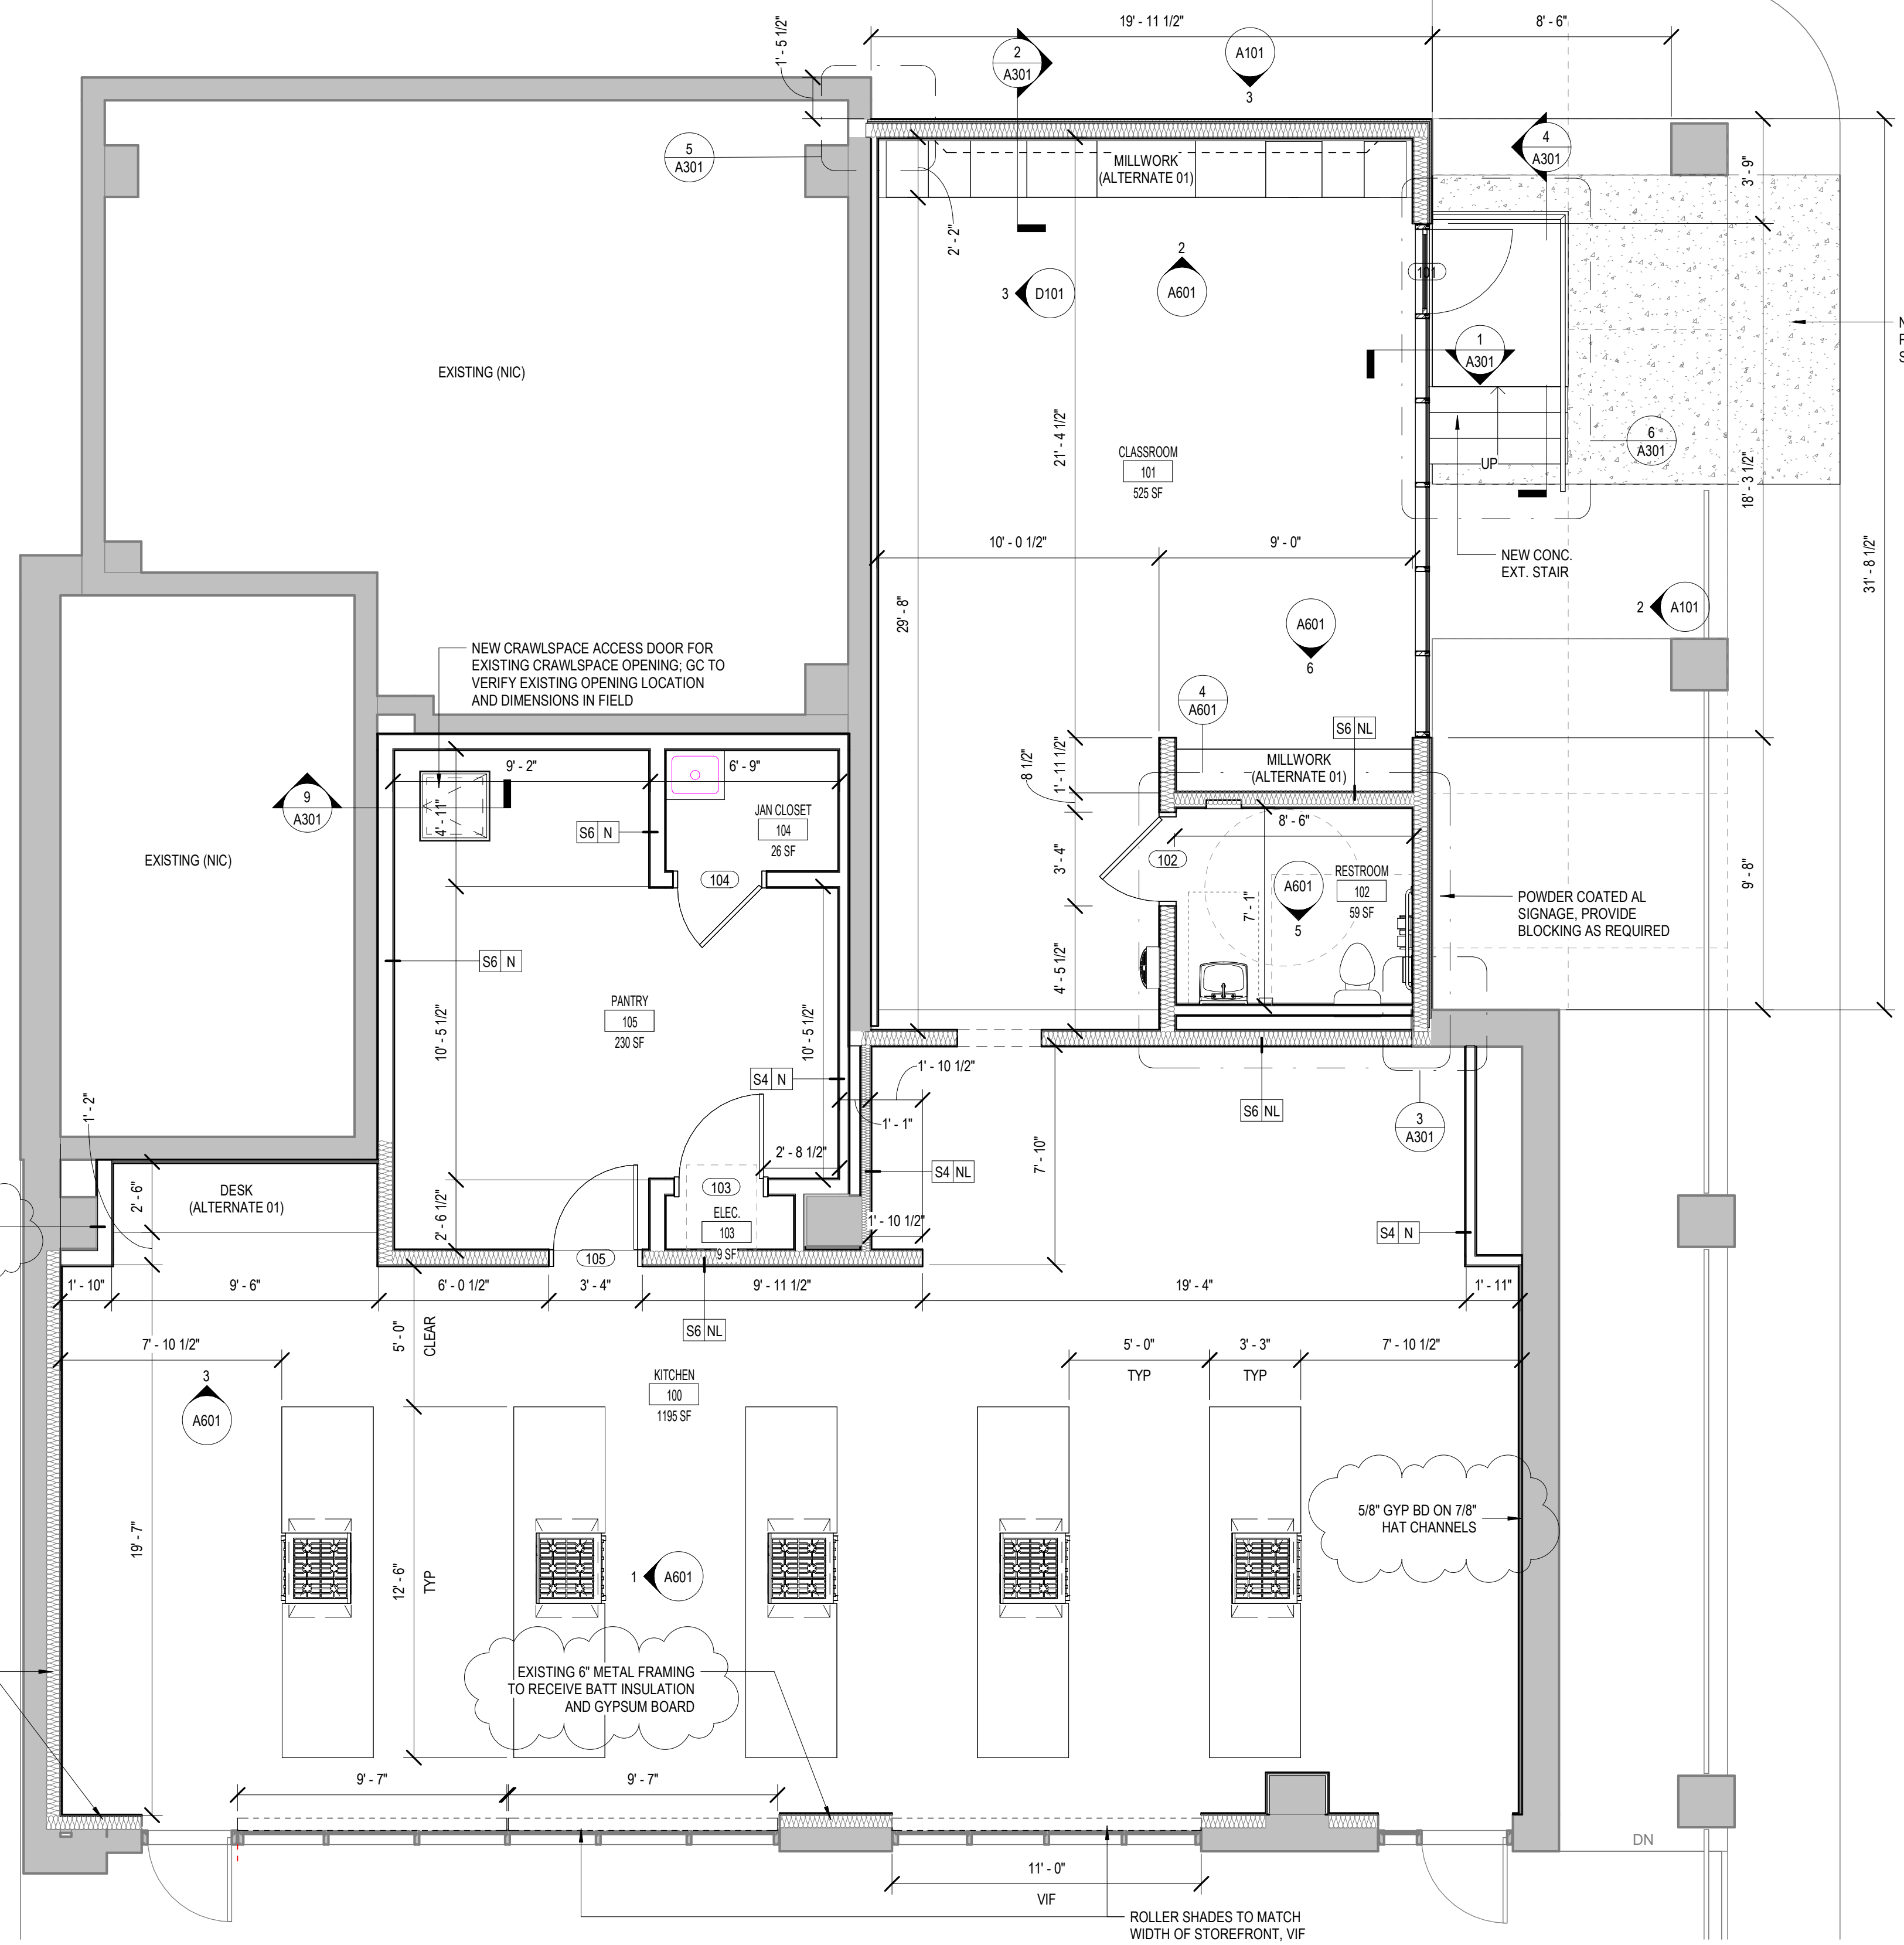 19' - 11 1/2"
8' - 6"
1' - 5 1/2"
2
A301
A101
3
5
A301
MILLWORK
(ALTERNATE 01)
4
A301
3' - 9"
2' - 2"
2
A601
3
D101
101
EXISTING (NIC)
1
A301
21' - 4 1/2"
CLASSROOM
101
525 SF
UP
6
A301
18' - 3 1/2"
10' - 0 1/2"
9' - 0"
NEW CONC.
EXT. STAIR
31' - 8 1/2"
29' - 8"
A601
6
2
A101
NEW CRAWLSPACE ACCESS DOOR FOR
EXISTING CRAWLSPACE OPENING; GC TO
VERIFY EXISTING OPENING LOCATION
AND DIMENSIONS IN FIELD
4
A601
S6 NL
9' - 2"
6' - 9"
8 1/2"
1' - 11 1/2"
MILLWORK
(ALTERNATE 01)
9
A301
4' - 11"
JAN CLOSET
104
26 SF
S6 N
8' - 6"
EXISTING (NIC)
104
3' - 4"
102
A601
5
RESTROOM
102
59 SF
7' - 1"
9' - 8"
POWDER COATED AL
SIGNAGE, PROVIDE
BLOCKING AS REQUIRED
S6 N
4' - 5 1/2"
PANTRY
105
230 SF
10' - 5 1/2"
10' - 5 1/2"
S4 N
1' - 10 1/2"
1' - 1"
S6 NL
3
A301
1' - 2"
2' - 8 1/2"
7' - 10"
S4 NL
2' - 6"
DESK
(ALTERNATE 01)
103
ELEC.
103
9 SF
2' - 6 1/2"
1' - 10 1/2"
S4 N
105
1' - 10"
9' - 6"
6' - 0 1/2"
3' - 4"
9' - 11 1/2"
19' - 4"
1' - 11"
S6 NL
5' - 0"
CLEAR
7' - 10 1/2"
5' - 0"
TYP
3' - 3"
TYP
7' - 10 1/2"
3
A601
KITCHEN
100
1195 SF
5/8" GYP BD ON 7/8"
HAT CHANNELS
19' - 7"
12' - 6"
TYP
1
A601
EXISTING 6" METAL FRAMING
TO RECEIVE BATT INSULATION
AND GYPSUM BOARD
9' - 7"
9' - 7"
DN
11' - 0"
VIF
ROLLER SHADES TO MATCH
WIDTH OF STOREFRONT, VIF